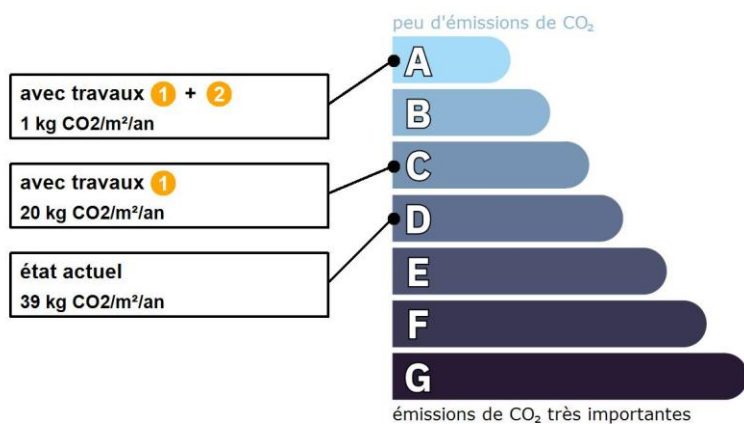 peu d'émissions de CO₂
A
avec travaux 1 + 2
1 kg CO2/m²/an
B
C
avec travaux 1
20 kg CO2/m²/an
D
état actuel
39 kg CO2/m²/an
E
F
G
émissions de CO₂ très importantes